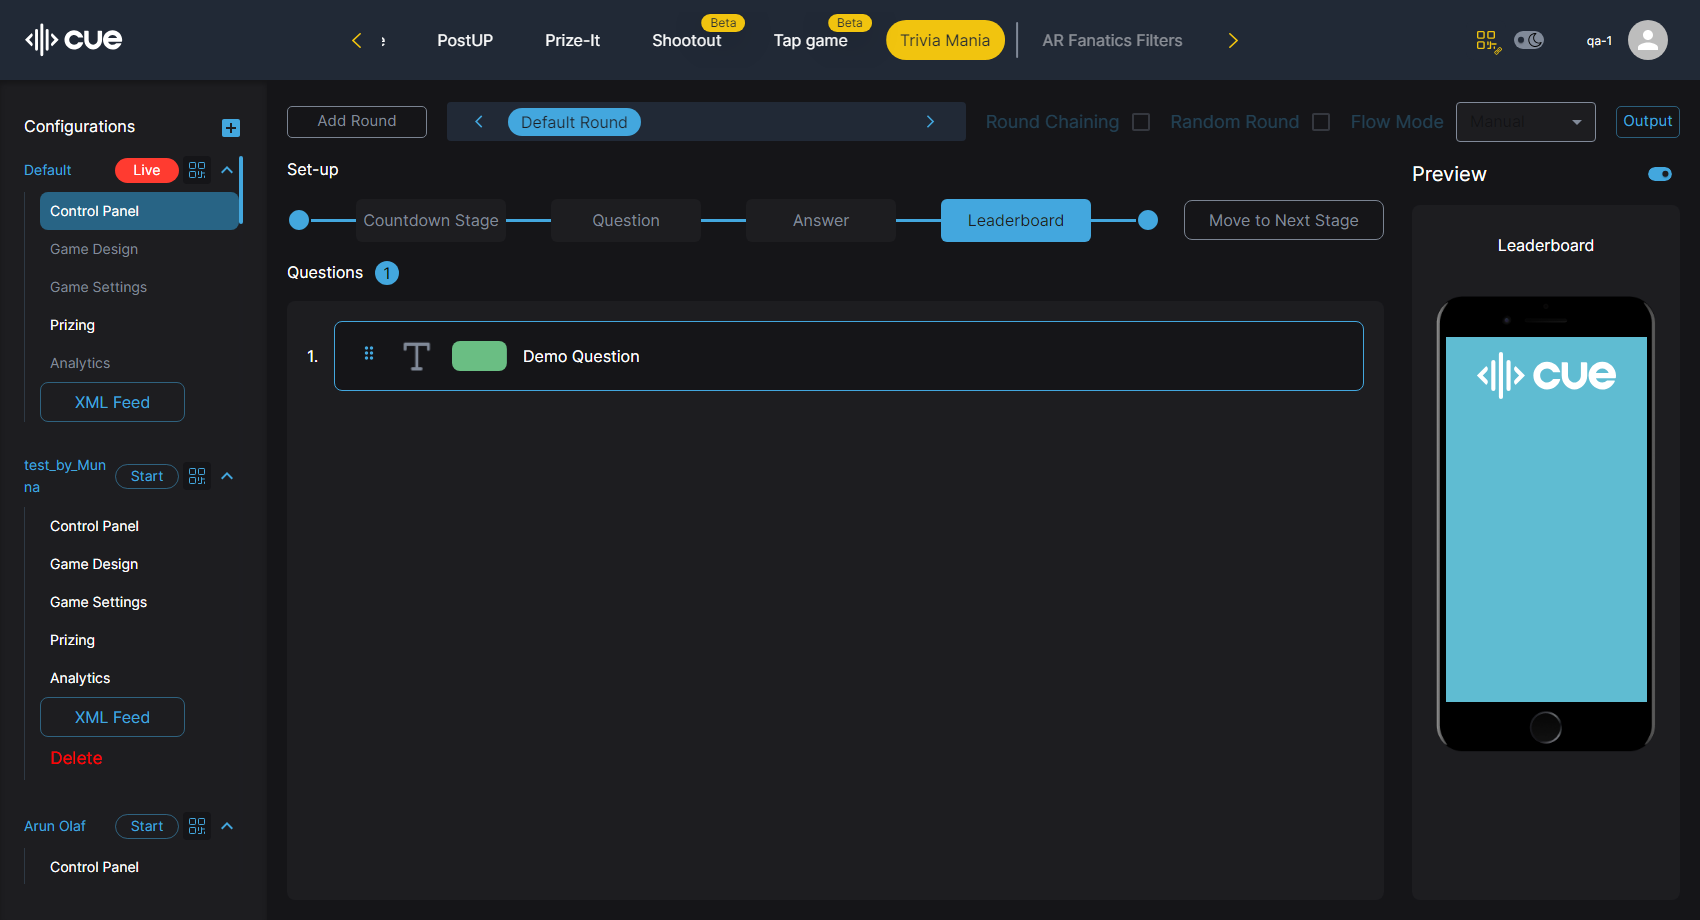 cue
PostUP
Prize-It
Beta
Shootout
Beta
Tap game
Trivia Mania
AR Fanatics Filters
qa-1
Configurations
Default
Live
Control Panel
Game Design
Game Settings
Prizing
Analytics
XML Feed
test_by_Mun
na
Start
Control Panel
Game Design
Game Settings
Prizing
Analytics
XML Feed
Delete
Arun Olaf
Start
Control Panel
Add Round
Default Round
Round Chaining
Random Round
Flow Mode
Manual
Output
Set-up
Countdown Stage
Question
Answer
Leaderboard
Move to Next Stage
Questions 1
1.
T
Demo Question
Preview
Leaderboard
cue